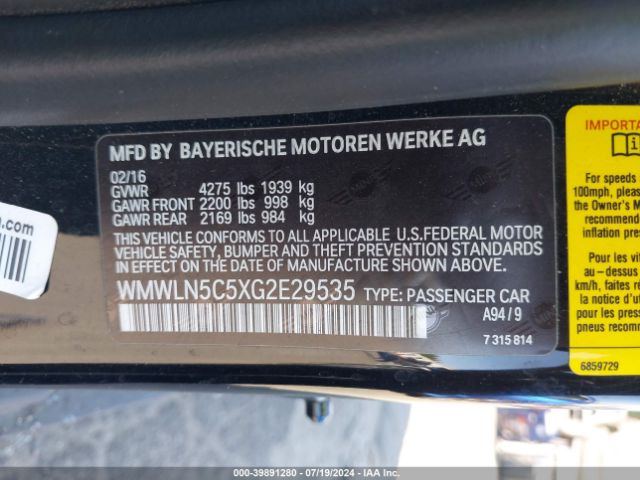 MFD BY BAYERISCHE MOTOREN WERKE AG
02/16
GVWR 4275 lbs 1939 kg
GAWR FRONT 2200 lbs 998 kg
GAWR REAR 2169 lbs 984 kg
THIS VEHICLE CONFORMS TO ALL APPLICABLE U.S.FEDERAL MOTOR
VEHICLE SAFETY, BUMPER AND THEFT PREVENTION STANDARDS
IN EFFECT ON THE DATE OF MANUFACTURE SHOWN ABOVE.
WMWLN5C5XG2E29535 TYPE: PASSENGER CAR
A94/9
7 315 814
IMPORTA
For speeds
100mph, please
the Owner's M
recommend
inflation pres
Pour les vi
au-dessus d
km/h, faites ré
la notice d'u
pour les press
pneus recomm
6859729
000-39891280 - 07/19/2024 - IAA Inc.